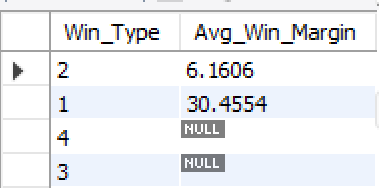 Win_Type Avg_Win_Margin
2 6.1606
1 30.4554
4 NULL
3 NULL